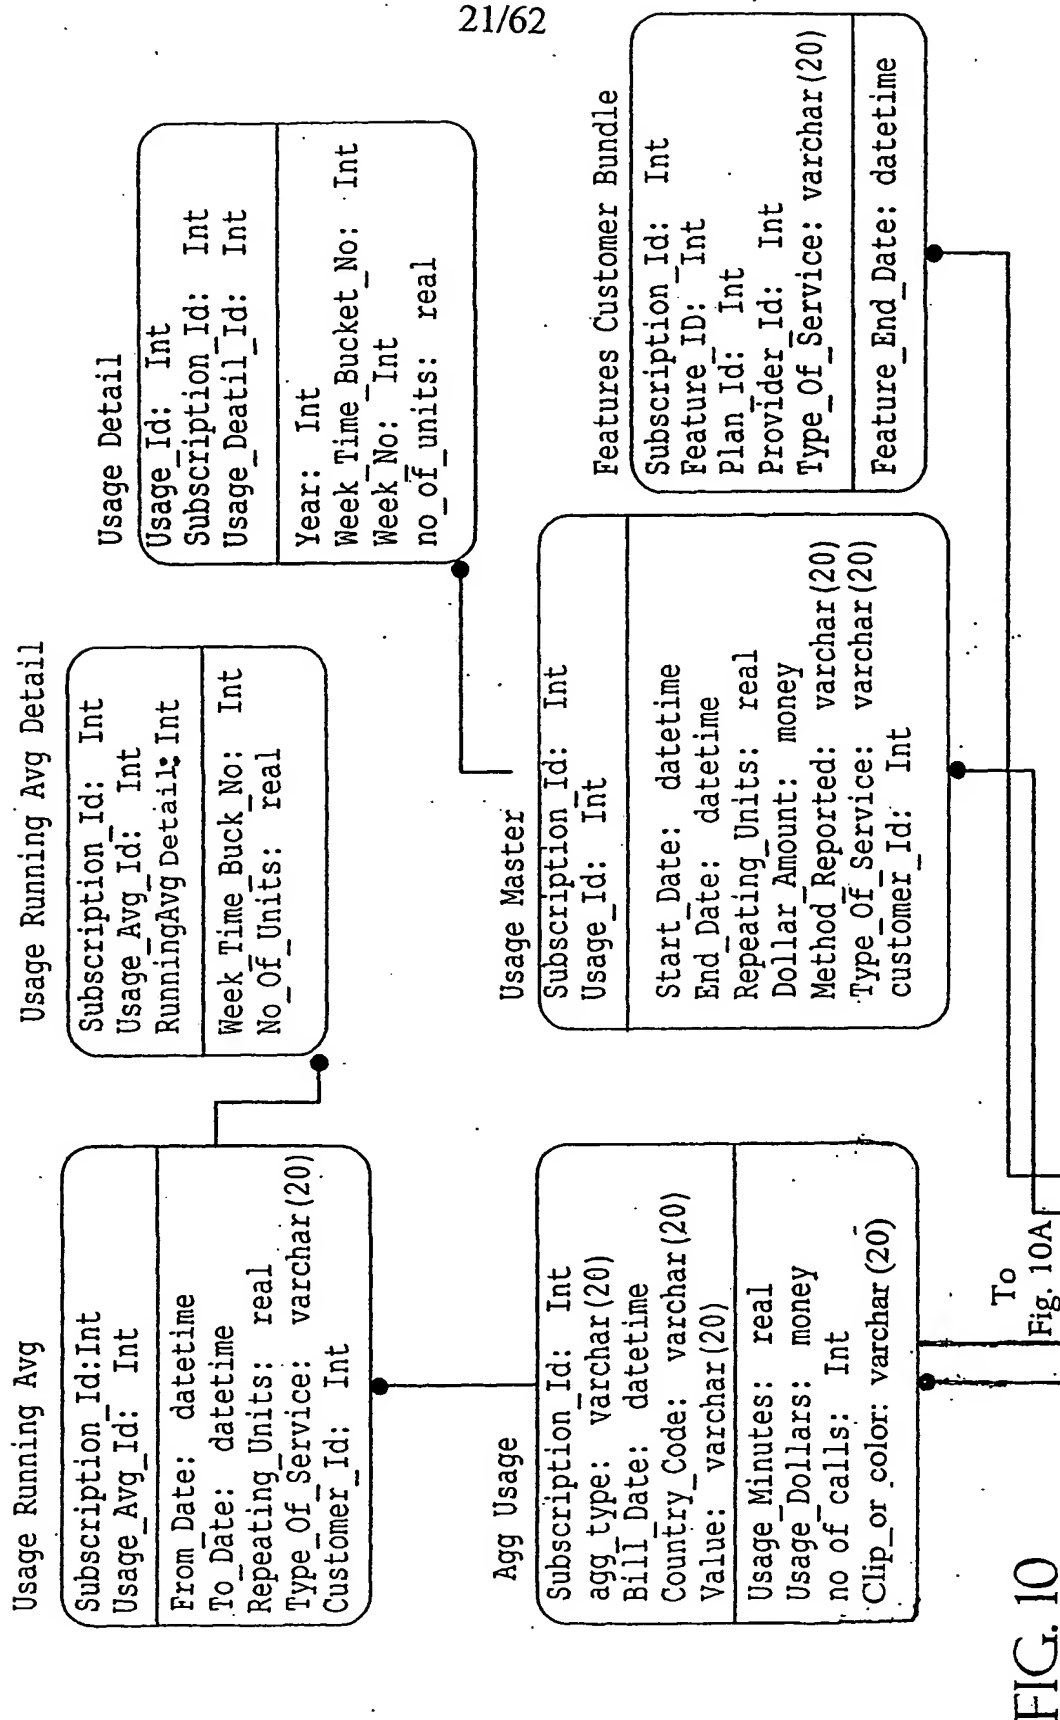 21/62
Usage Running Avg
Subscription_Id:Int
Usage_Avg_Id: Int
From_Date: datetime
To_Date: datetime
Repeating_Units: real
Type_Of_Service: varchar(20)
Customer_Id: Int
Usage Running Avg Detail
Subscription_Id: Int
Usage_Avg_Id: Int
RunningAvgDetail: Int
Week_Time_Buck_No: Int
No_Of_Units: real
Usage Detail
Usage_Id: Int
Subscription_Id: Int
Usage_Deatil_Id: Int
Year: Int
Week_Time_Bucket_No: Int
Week_No: Int
no_of_units: real
Agg Usage
Subscription_Id: Int
agg_type: varchar(20)
Bill_Date: datetime
Country_Code: varchar(20)
Value: varchar(20)
Usage_Minutes: real
Usage_Dollars: money
no of calls: Int
Clip_or_color: varchar(20)
Usage Master
Subscription_Id: Int
Usage_Id: Int
Start_Date: datetime
End_Date: datetime
Repeating_Units: real
Dollar_Amount: money
Method_Reported: varchar(20)
Type_Of_Service: varchar(20)
customer_Id: Int
Features Customer Bundle
Subscription_Id: Int
Feature_ID: Int
Plan_Id: Int
Provider_Id: Int
Type_Of_Service: varchar(20)
Feature_End_Date: datetime
To
Fig. 10A
FIG. 10